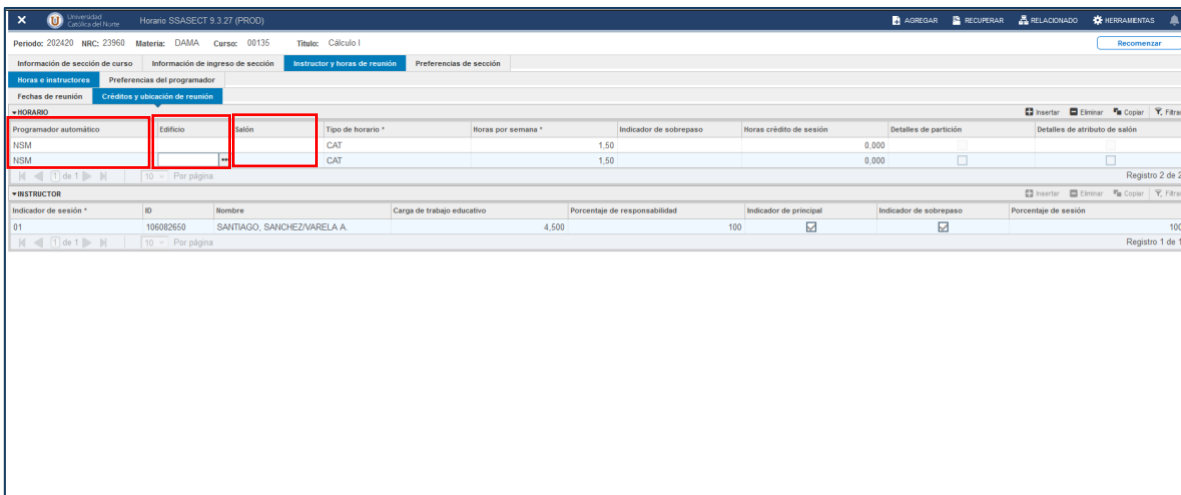 Universidad Católica del Norte Horario SSASECT 9.3.27 (PROD) AGREGAR RECUPERAR RELACIONADO HERRAMIENTAS
Periodo: 202420 NRC: 23960 Materia: DAMA Curso: 00135 Titulo: Cálculo I Recomenzar
Información de sección de curso Información de ingreso de sección Instructor y horas de reunión Preferencias de sección
Horas e instructores Preferencias del programador
Fechas de reunión Créditos y ubicación de reunión
HORARIO Insertar Eliminar Copiar Filtrar
Programador automático Edificio Salón Tipo de horario * Horas por semana * Indicador de sobrepaso Horas crédito de sesión Detalles de partición Detalles de atributo de salón
NSM CAT 1,50 0,000
NSM CAT 1,50 0,000
1 de 1 10 Por página Registro 2 de 2
INSTRUCTOR Insertar Eliminar Copiar Filtrar
Indicador de sesión * ID Nombre Carga de trabajo educativo Porcentaje de responsabilidad Indicador de principal Indicador de sobrepaso Porcentaje de sesión
01 106082650 SANTIAGO, SANCHEZ/VARELA A. 4,500 100 100
1 de 1 10 Por página Registro 1 de 1